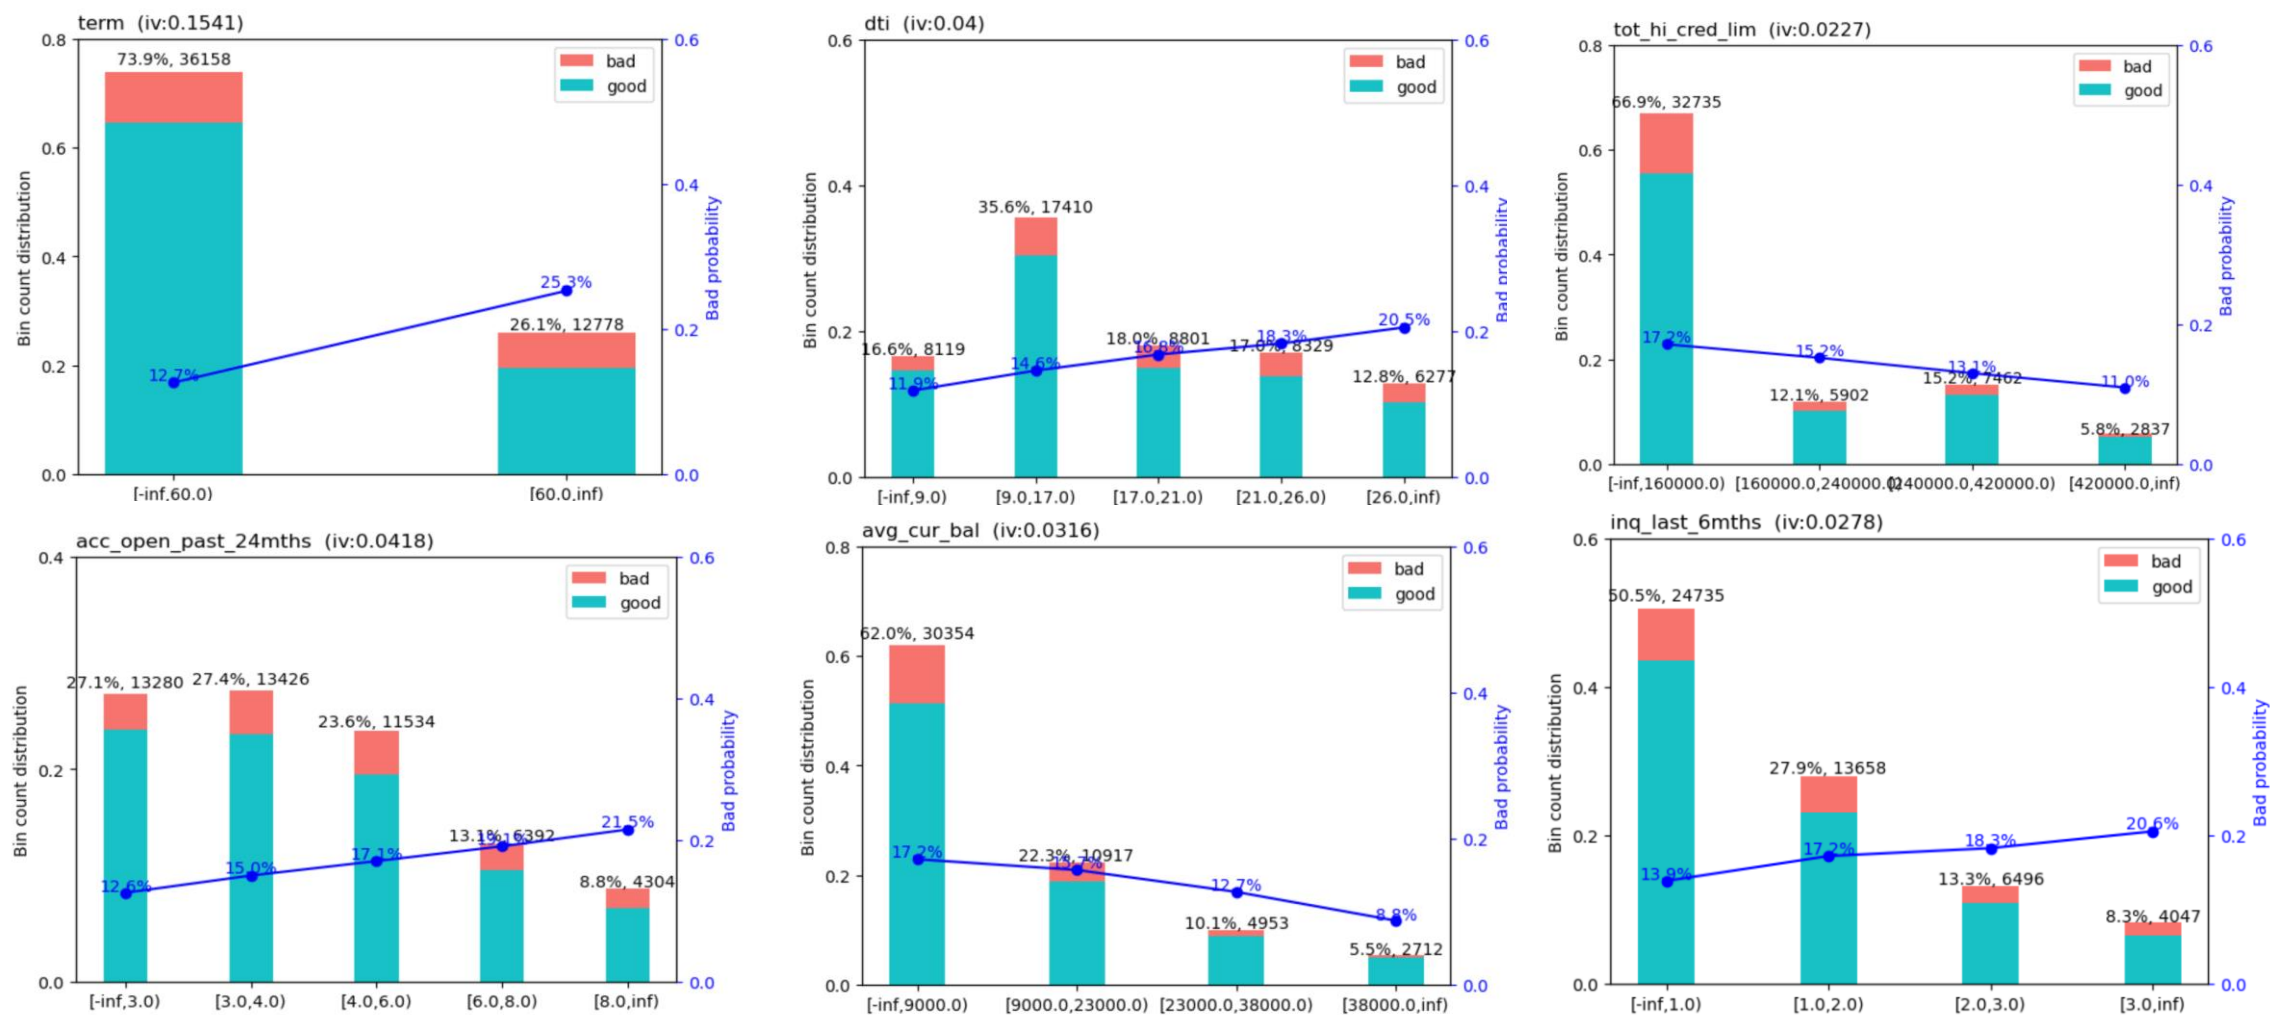 term (iv:0.1541)
0.8
0.6
0.4
0.2
0.0
Bin count distribution
73.9%, 36158
26.1%, 12778
12.7%
25.3%
bad
good
0.6
0.4
0.2
0.0
Bad probability
[-inf,60.0)
[60.0,inf)
dti (iv:0.04)
0.6
0.4
0.2
0.0
Bin count distribution
16.6%, 8119
35.6%, 17410
18.0%, 8801
17.0%, 8329
12.8%, 6277
11.9%
14.6%
16.8%
18.3%
20.5%
bad
good
0.6
0.4
0.2
0.0
Bad probability
[-inf,9.0)
[9.0,17.0)
[17.0,21.0)
[21.0,26.0)
[26.0,inf)
tot_hi_cred_lim (iv:0.0227)
0.8
0.6
0.4
0.2
0.0
Bin count distribution
66.9%, 32735
12.1%, 5902
15.2%, 7462
5.8%, 2837
17.2%
15.2%
13.1%
11.0%
bad
good
0.6
0.4
0.2
0.0
Bad probability
[-inf,160000.0)
[160000.0,240000.0)
[240000.0,420000.0)
[420000.0,inf)
acc_open_past_24mths (iv:0.0418)
0.4
0.2
0.0
Bin count distribution
27.1%, 13280
27.4%, 13426
23.6%, 11534
13.1%, 6392
8.8%, 4304
12.6%
15.0%
17.1%
19.1%
21.5%
bad
good
0.6
0.4
0.2
0.0
Bad probability
[-inf,3.0)
[3.0,4.0)
[4.0,6.0)
[6.0,8.0)
[8.0,inf)
avg_cur_bal (iv:0.0316)
0.8
0.6
0.4
0.2
0.0
Bin count distribution
62.0%, 30354
22.3%, 10917
10.1%, 4953
5.5%, 2712
17.2%
12.7%
8.8%
bad
good
0.6
0.4
0.2
0.0
Bad probability
[-inf,9000.0)
[9000.0,23000.0)
[23000.0,38000.0)
[38000.0,inf)
inq_last_6mths (iv:0.0278)
0.6
0.4
0.2
0.0
Bin count distribution
50.5%, 24735
27.9%, 13658
13.3%, 6496
8.3%, 4047
13.9%
17.2%
18.3%
20.6%
bad
good
0.6
0.4
0.2
0.0
Bad probability
[-inf,1.0)
[1.0,2.0)
[2.0,3.0)
[3.0,inf)